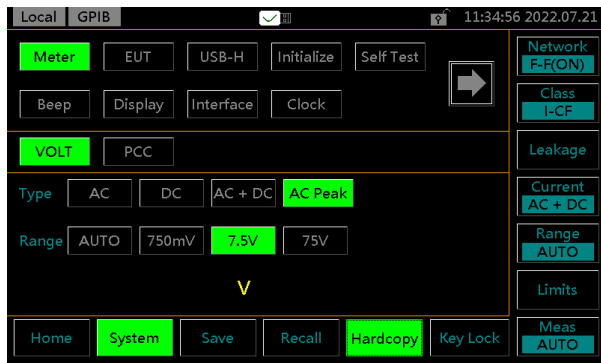 Local GPIB 11:34:56 2022.07.21
Meter EUT USB-H Initialize Self Test
Beep Display Interface Clock
VOLT PCC
Type AC DC AC + DC AC Peak
Range AUTO 750mV 7.5V 75V
V
Home System Save Recall Hardcopy Key Lock
Network
F-F(ON)
Class
I-CF
Leakage
Current
AC + DC
Range
AUTO
Limits
Meas
AUTO